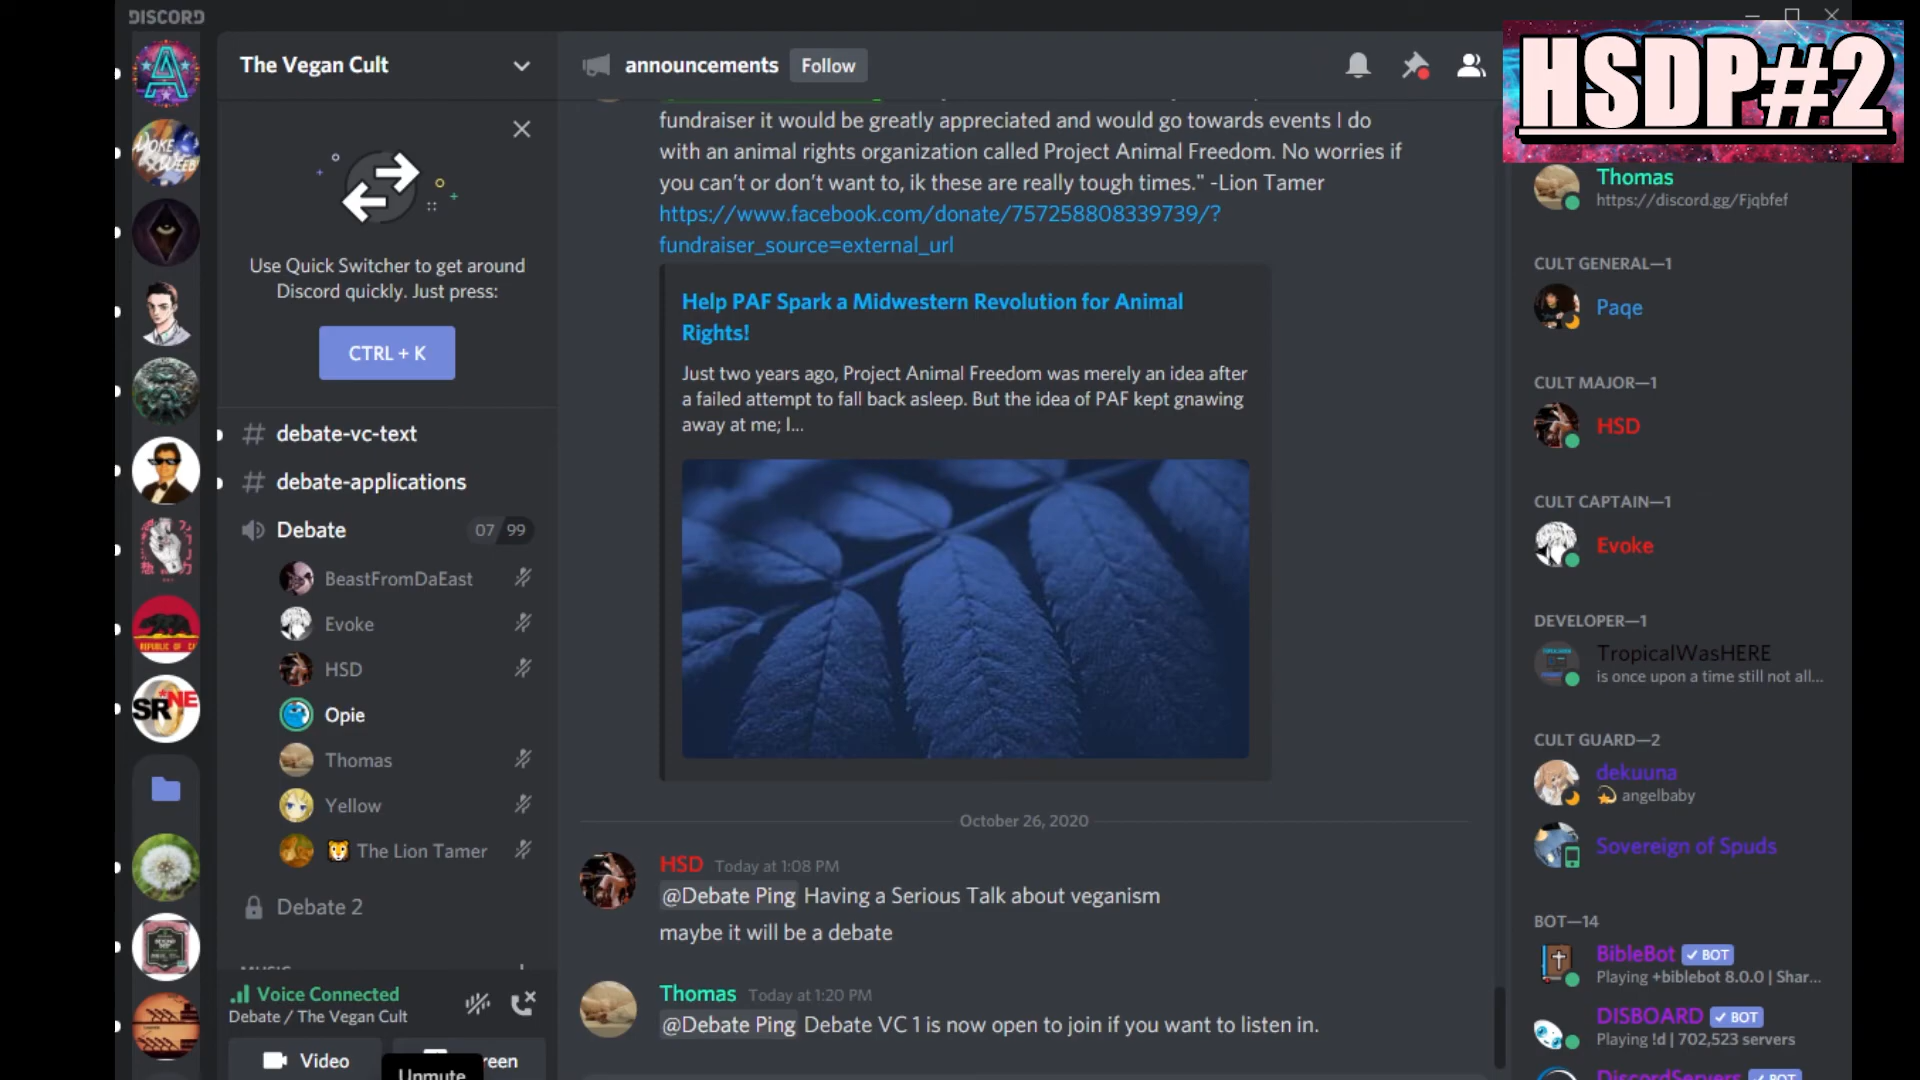 DISCORD
The Vegan Cult
Use Quick Switcher to get around
Discord quickly. Just press:
CTRL + K
debate-vc-text
debate-applications
Debate
07 99
BeastFromDaEast
Evoke
HSD
Opie
Thomas
Yellow
The Lion Tamer
Debate 2
Voice Connected
Debate / The Vegan Cult
Video
Unmute
announcements
Follow
fundraiser it would be greatly appreciated and would go towards events I do
with an animal rights organization called Project Animal Freedom. No worries if
you can't or don't want to, ik these are really tough times." -Lion Tamer
https://www.facebook.com/donate/757258808339739/?
fundraiser_source=external_url
Help PAF Spark a Midwestern Revolution for Animal
Rights!
Just two years ago, Project Animal Freedom was merely an idea after
a failed attempt to fall back asleep. But the idea of PAF kept gnawing
away at me; I...
October 26, 2020
HSD Today at 1:08 PM
@Debate Ping Having a Serious Talk about veganism
maybe it will be a debate
Thomas Today at 1:20 PM
@Debate Ping Debate VC 1 is now open to join if you want to listen in.
HSDP#2
Thomas
https://discord.gg/Fjqbfef
CULT GENERAL—1
Paqe
CULT MAJOR—1
HSD
CULT CAPTAIN—1
Evoke
DEVELOPER—1
TropicalWasHERE
is once upon a time still not all...
CULT GUARD—2
dekuuna
angelbaby
Sovereign of Spuds
BOT—14
BibleBot BOT
Playing +biblebot 8.0.0 | Shar...
DISBOARD BOT
Playing !d | 702,523 servers
DiscordServers BOT
SR*NE